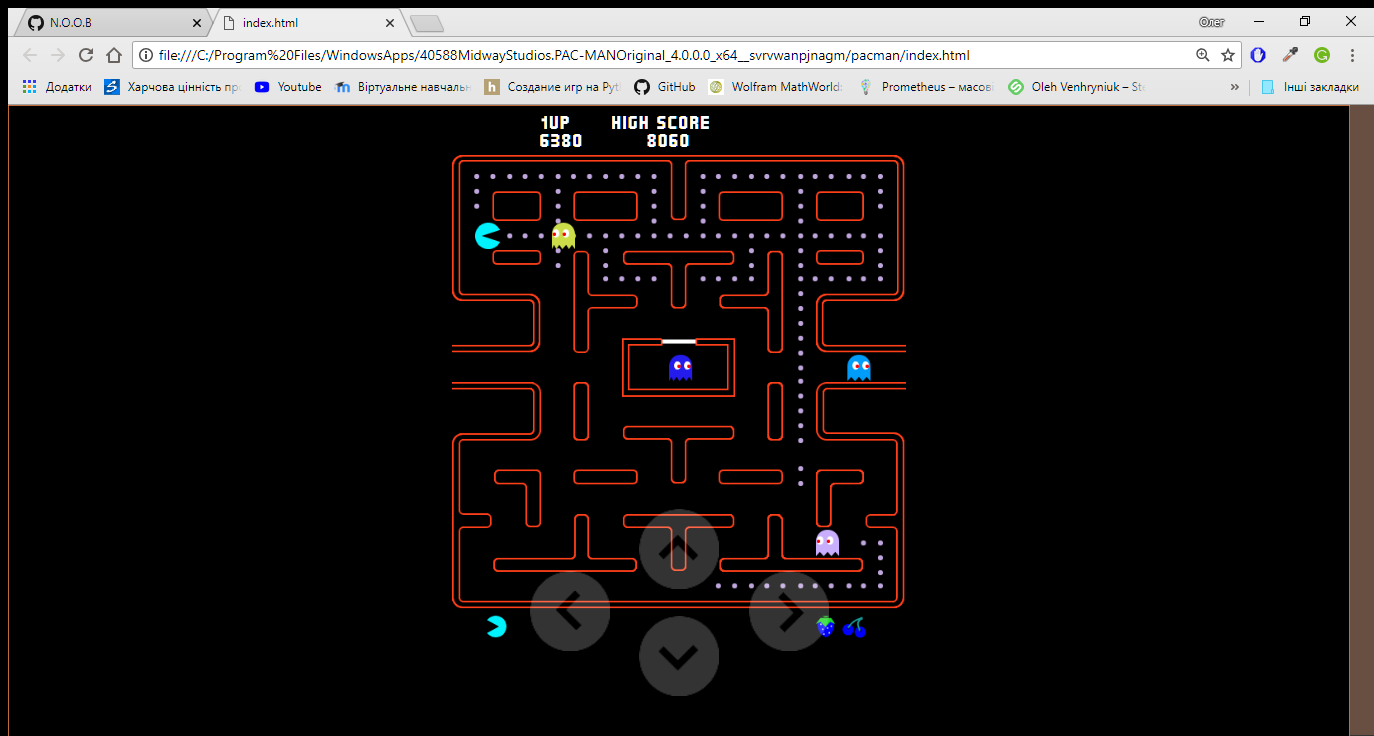 N.O.O.B
index.html
Олег
file:///C:/Program%20Files/WindowsApps/40588MidwayStudios.PAC-MANOriginal_4.0.0.0_x64__svrvwanpjnagm/pacman/index.html
Додатки
Харчова цінність пр
Youtube
Віртуальне навчаль
Создание игр на Pyt
GitHub
Wolfram MathWorld:
Prometheus – масові
Oleh Venhryniuk – St
Інші закладки
1UP
HIGH SCORE
6380
8060